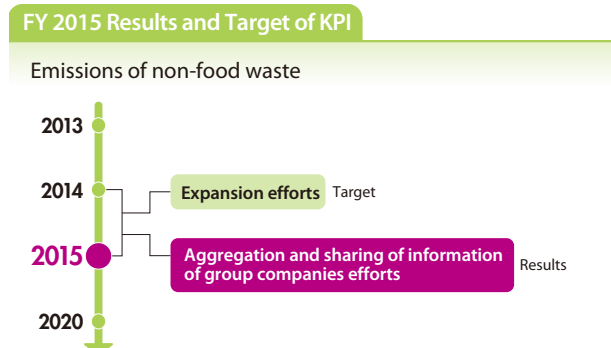 FY 2015 Results and Target of KPI
Emissions of non-food waste
2013
2014
Expansion efforts Target
2015
Aggregation and sharing of information
of group companies efforts
Results
2020